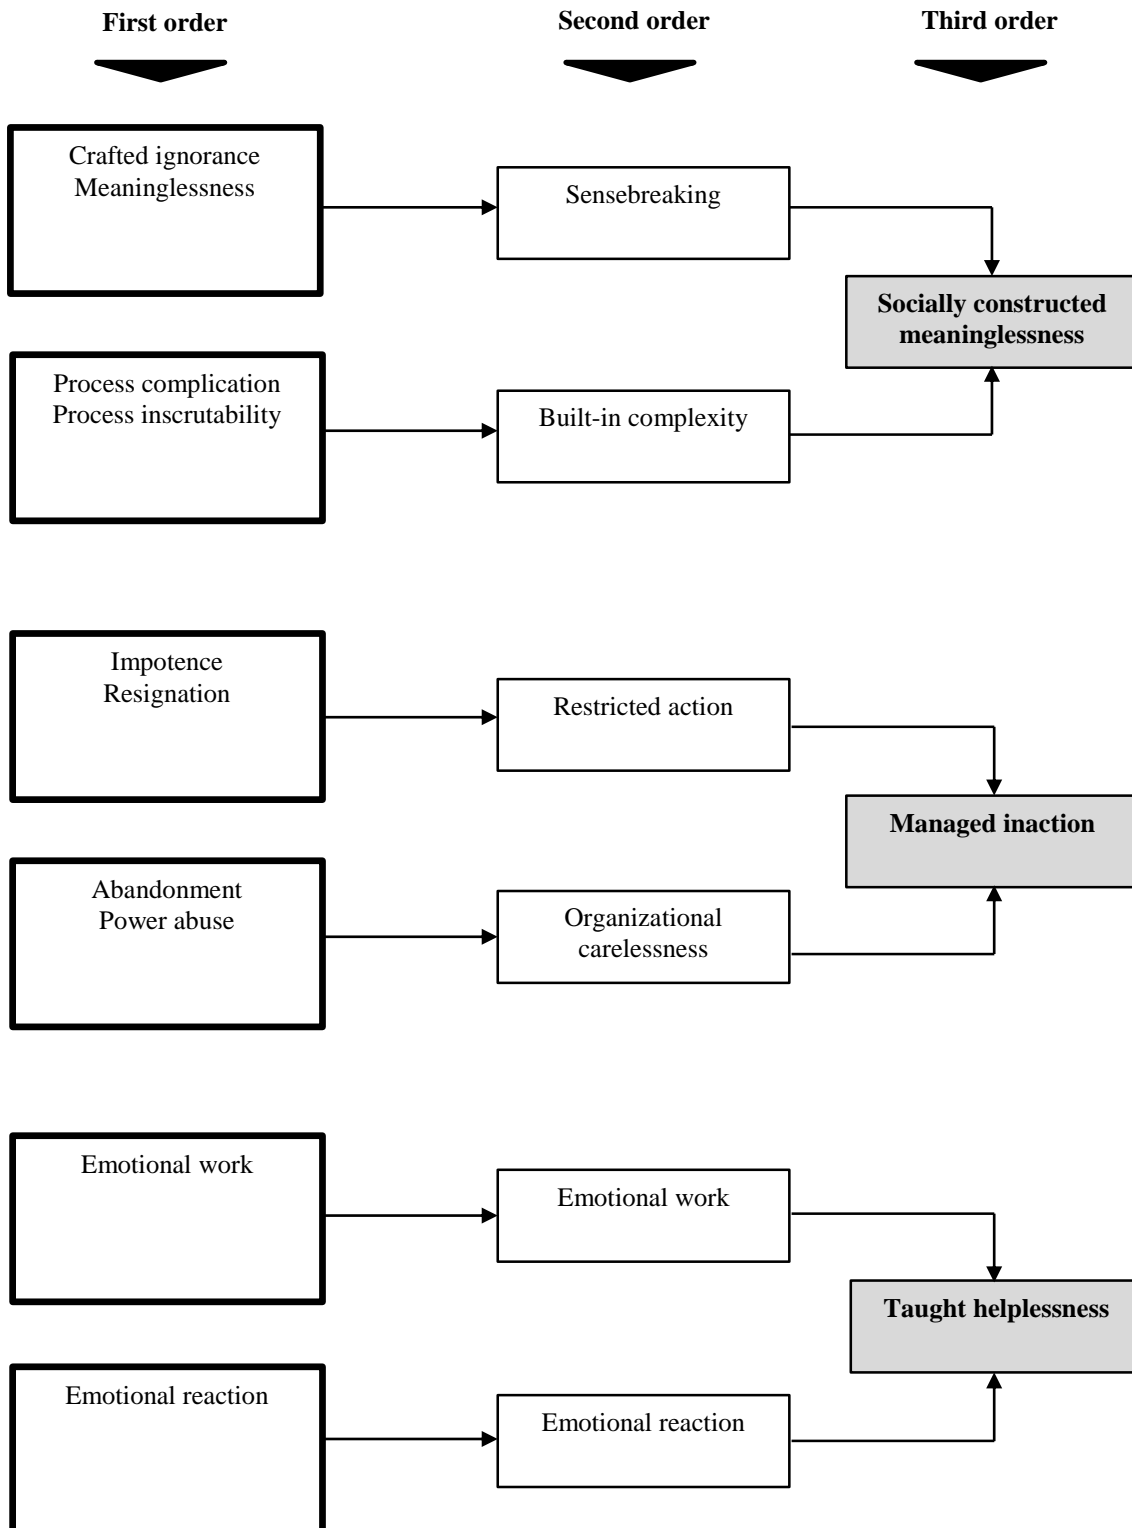 First order
Second order
Third order
Crafted ignorance
Meaninglessness
Sensebreaking
Socially constructed
meaninglessness
Process complication
Process inscrutability
Built-in complexity
Impotence
Resignation
Restricted action
Managed inaction
Abandonment
Power abuse
Organizational
carelessness
Emotional work
Emotional work
Taught helplessness
Emotional reaction
Emotional reaction